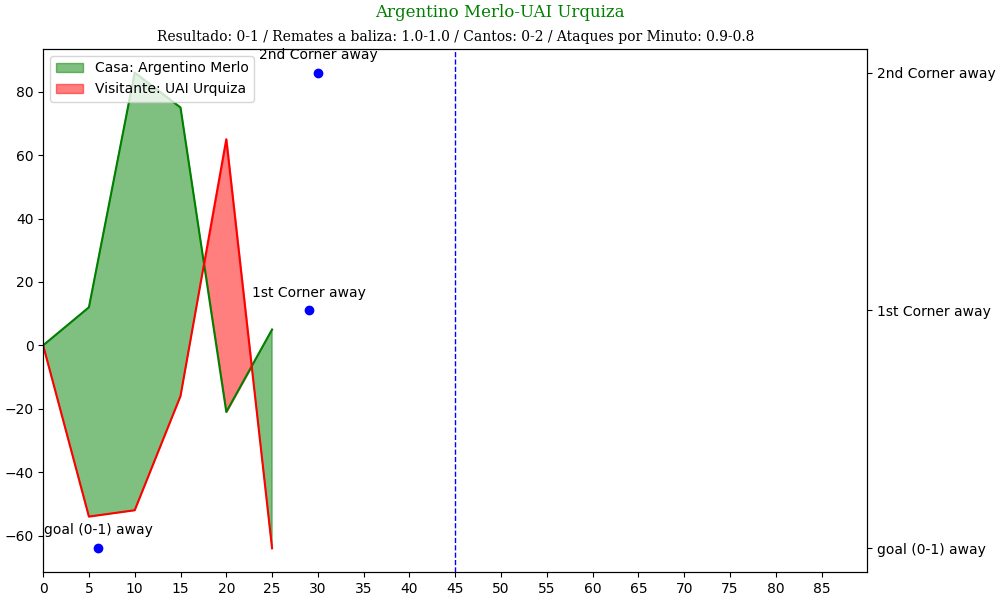 Argentino Merlo-UAI Urquiza
Resultado: 0-1 / Remates a baliza: 1.0-1.0 / Cantos: 0-2 / Ataques por Minuto: 0.9-0.8
2nd Corner away
Casa: Argentino Merlo
Visitante: UAI Urquiza
2nd Corner away
80
60
40
20
1st Corner away
1st Corner away
0
−20
−40
−60
goal (0-1) away
goal (0-1) away
0 5 10 15 20 25 30 35 40 45 50 55 60 65 70 75 80 85